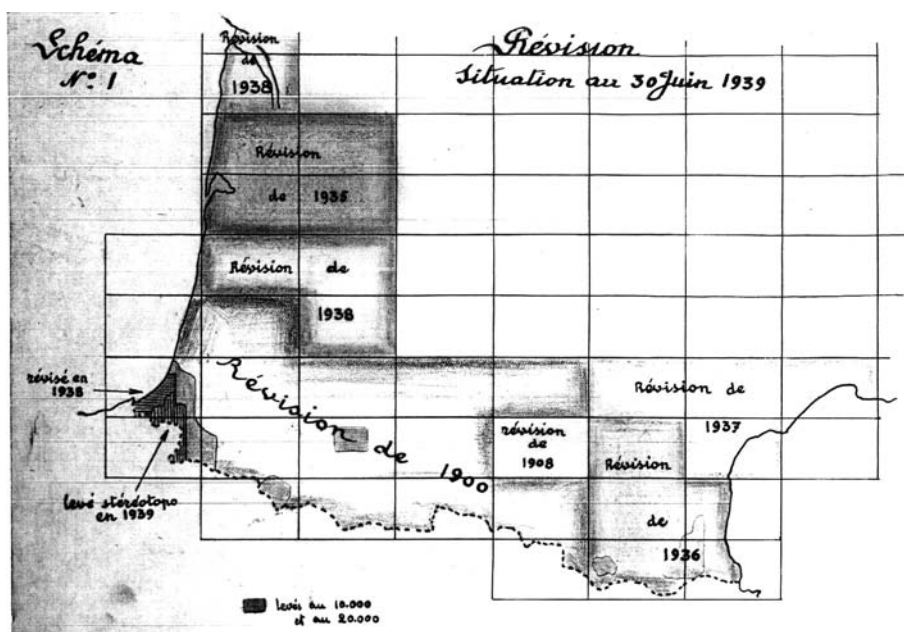 Schéma
N° 1
Révision
Situation au 30 Juin 1939
Révision
de
1938
Révision
de 1935
Révision de
1938
révisé en
1938
Révision de 1900
Révision de
1937
révision
de
1908
Révision
de
1936
levé stéréotopo
en 1939
levés au 10.000
et au 20.000